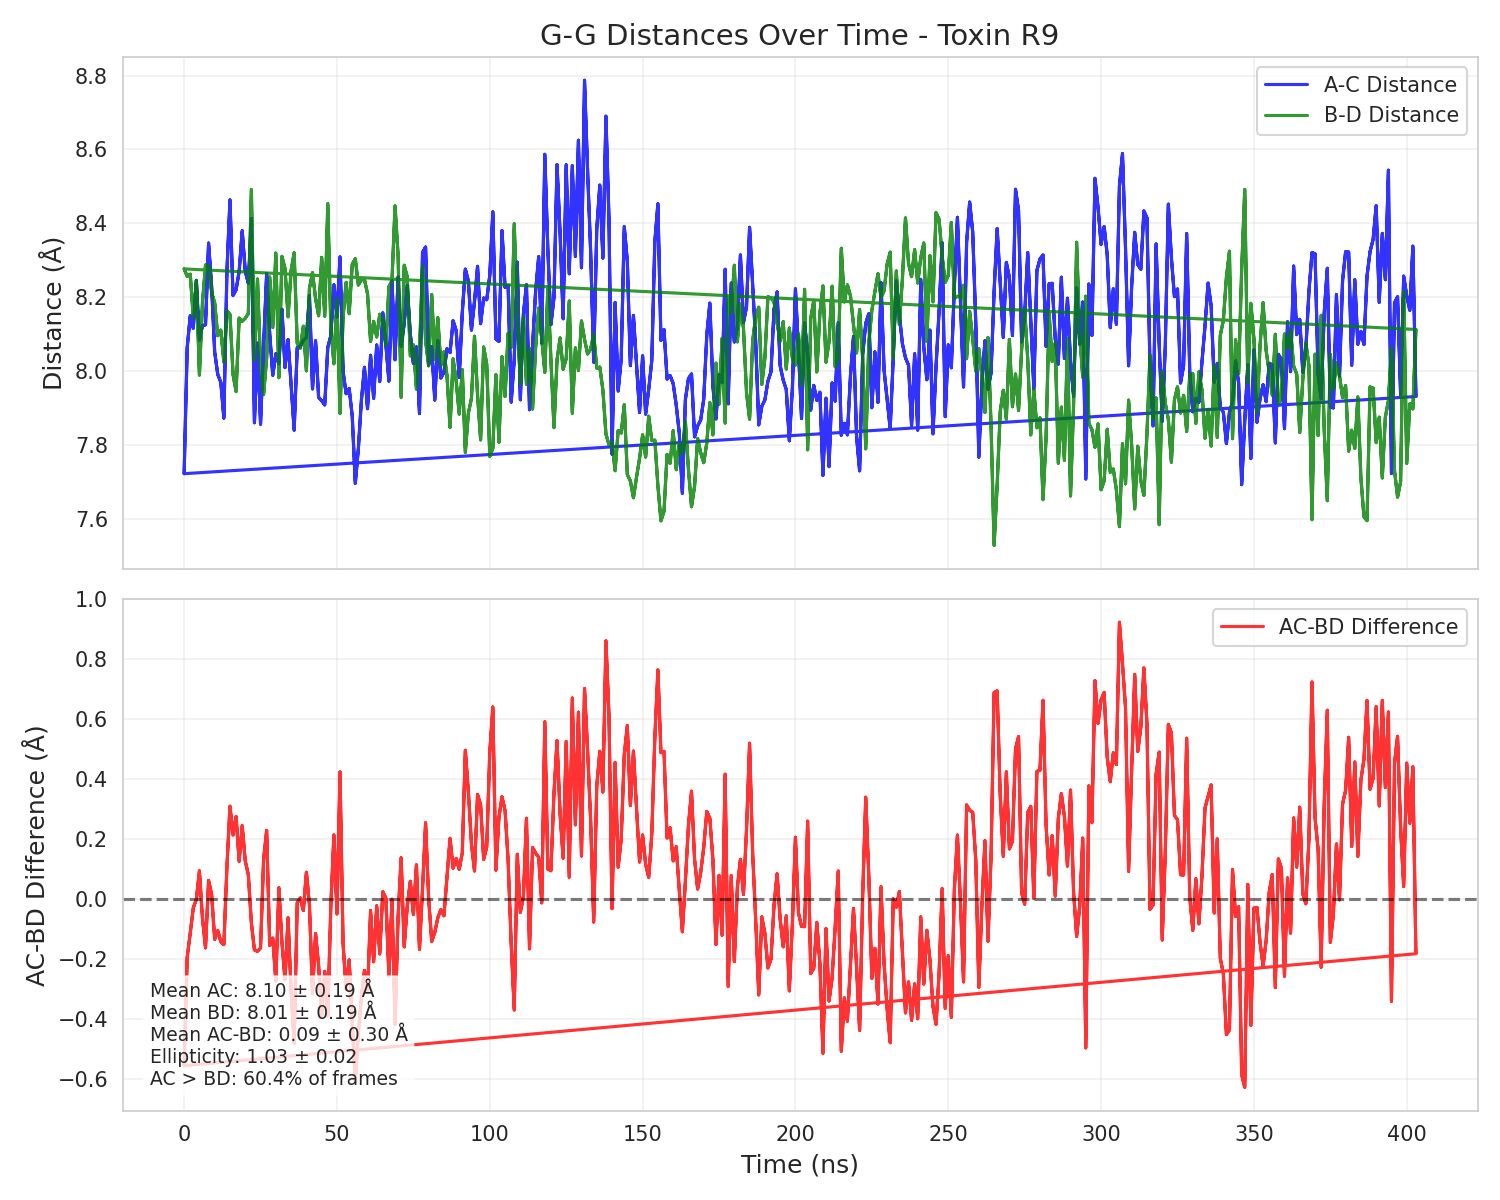 G-G Distances Over Time - Toxin R9
A-C Distance
B-D Distance
Distance (Å)
8.8
8.6
8.4
8.2
8.0
7.8
7.6
AC-BD Difference
AC-BD Difference (Å)
1.0
0.8
0.6
0.4
0.2
0.0
−0.2
−0.4
−0.6
Mean AC: 8.10 ± 0.19 Å
Mean BD: 8.01 ± 0.19 Å
Mean AC-BD: 0.09 ± 0.30 Å
Ellipticity: 1.03 ± 0.02
AC > BD: 60.4% of frames
0 50 100 150 200 250 300 350 400
Time (ns)